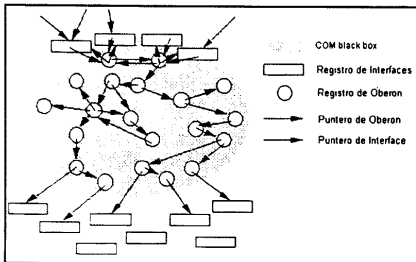 COM black box
Registro de Interfaces
Registro de Oberon
Puntero de Oberon
Puntero de Interface